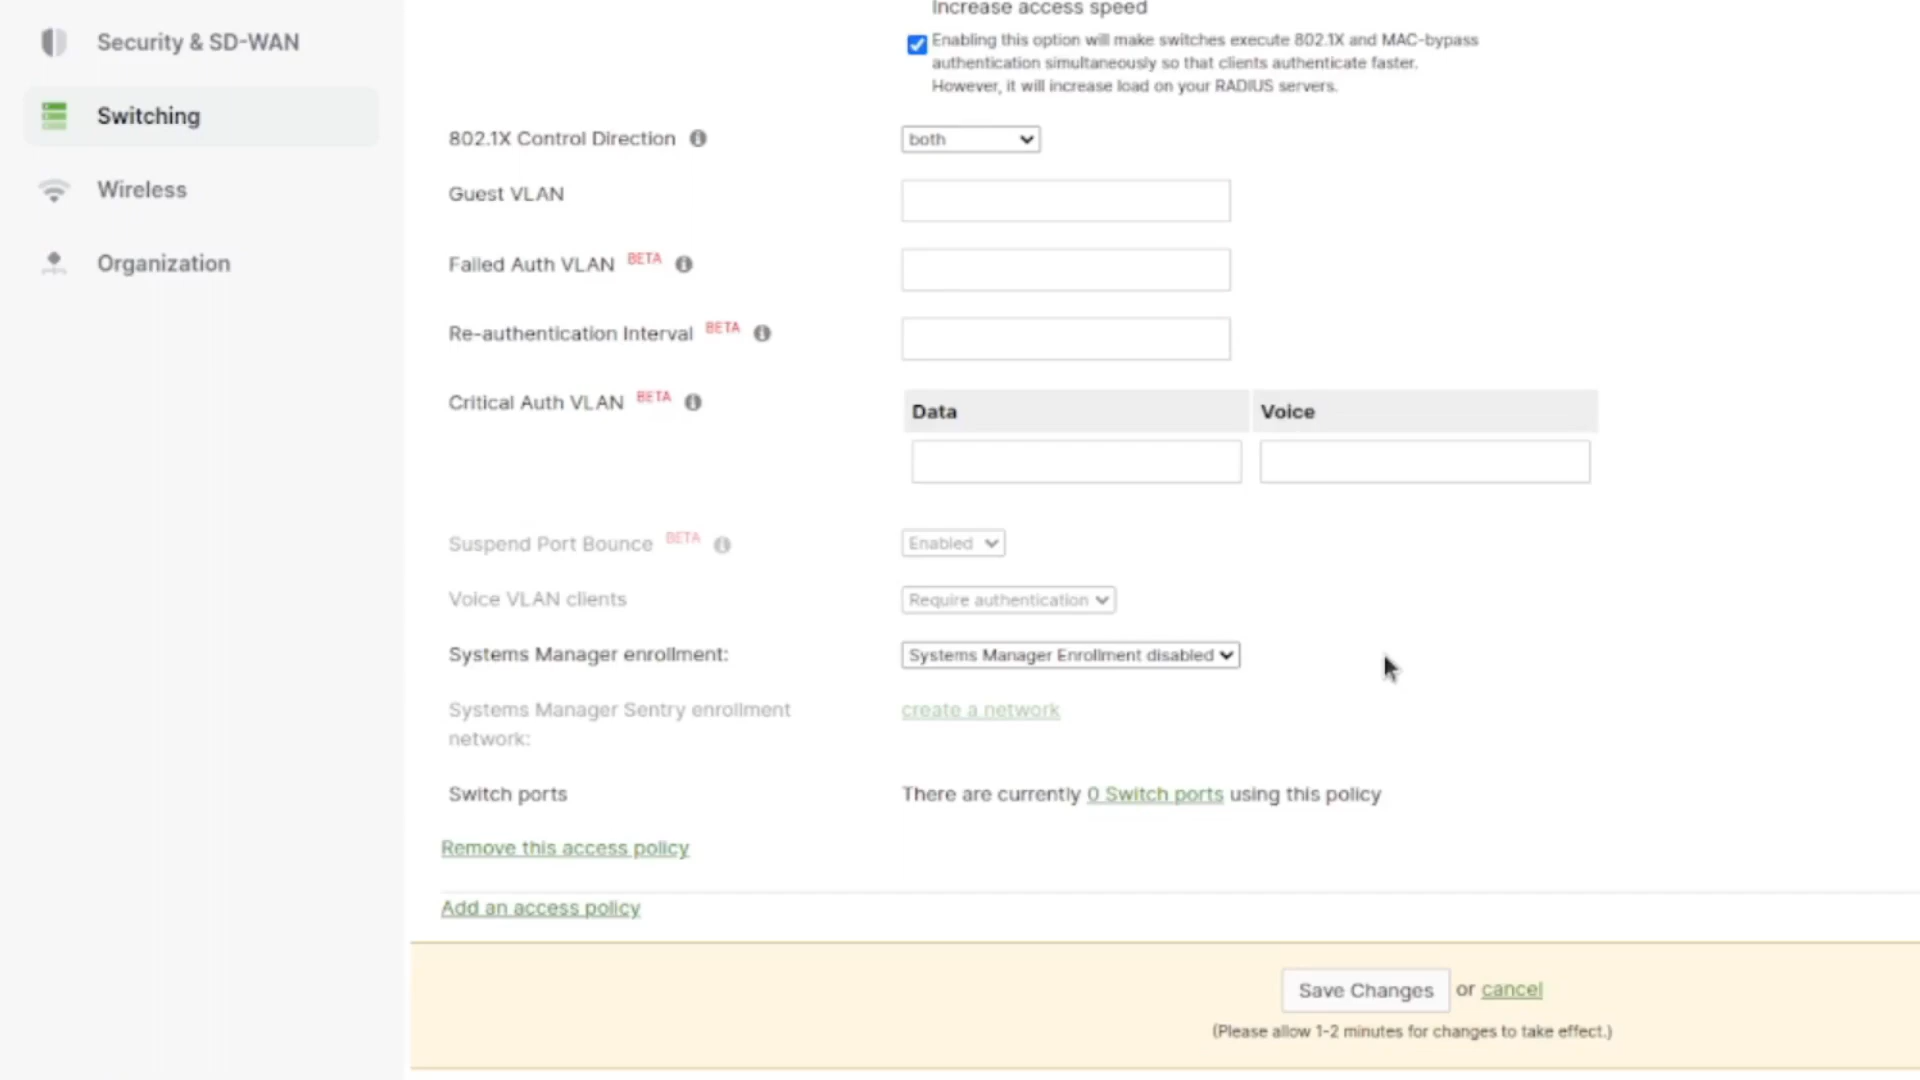 Security & SD-WAN
Switching
Wireless
Organization
Increase access speed
Enabling this option will make switches execute 802.1X and MAC-bypass
authentication simultaneously so that clients authenticate faster.
However, it will increase load on your RADIUS servers.
802.1X Control Direction
both
Guest VLAN
Failed Auth VLAN BETA
Re-authentication Interval BETA
Critical Auth VLAN BETA
Data Voice
Suspend Port Bounce BETA
Enabled
Voice VLAN clients
Require authentication
Systems Manager enrollment:
Systems Manager Enrollment disabled
Systems Manager Sentry enrollment
network:
create a network
Switch ports
There are currently 0 Switch ports using this policy
Remove this access policy
Add an access policy
Save Changes or cancel
(Please allow 1-2 minutes for changes to take effect.)